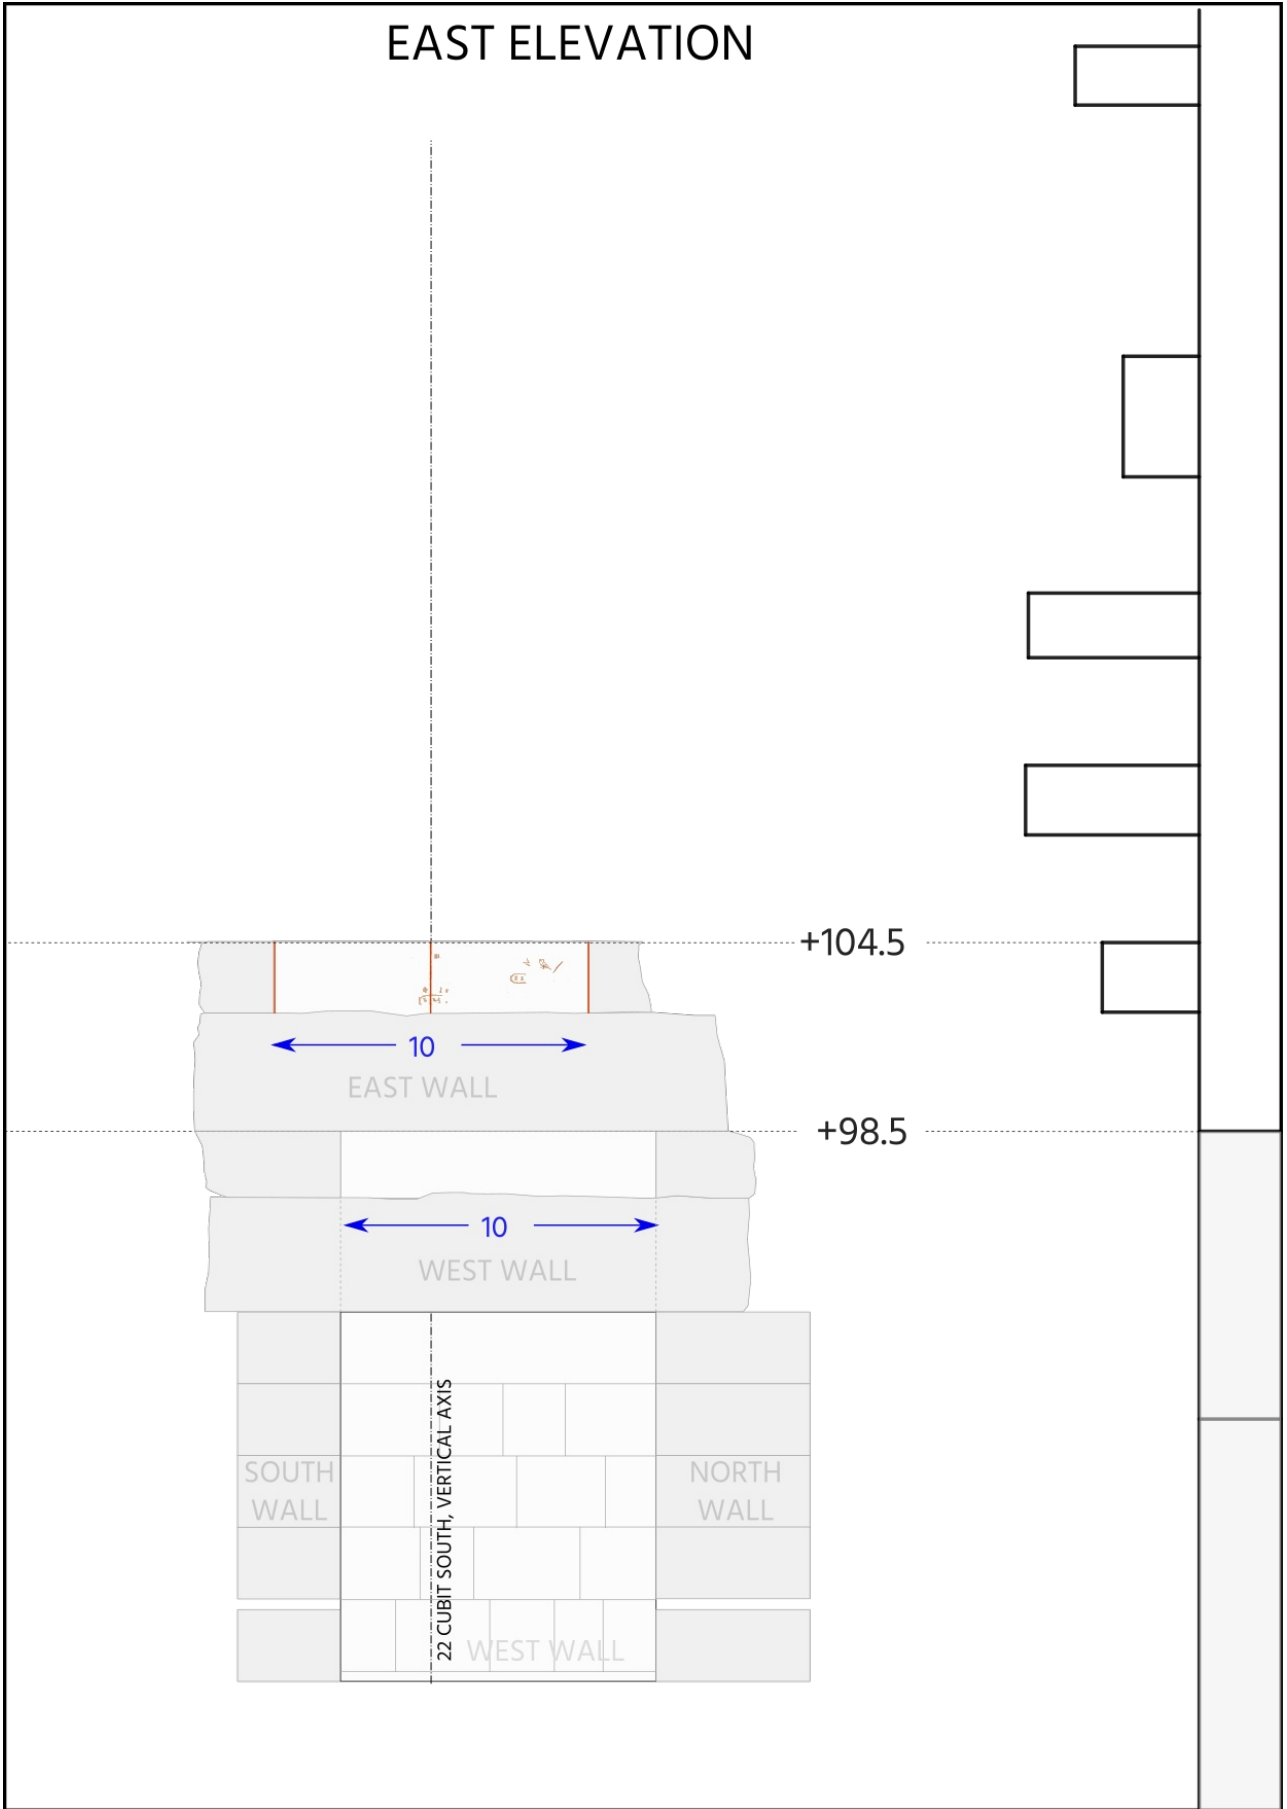 EAST ELEVATION
+104.5
10
EAST WALL
+98.5
10
WEST WALL
22 CUBIT SOUTH, VERTICAL AXIS
SOUTH
WALL
NORTH
WALL
WEST WALL